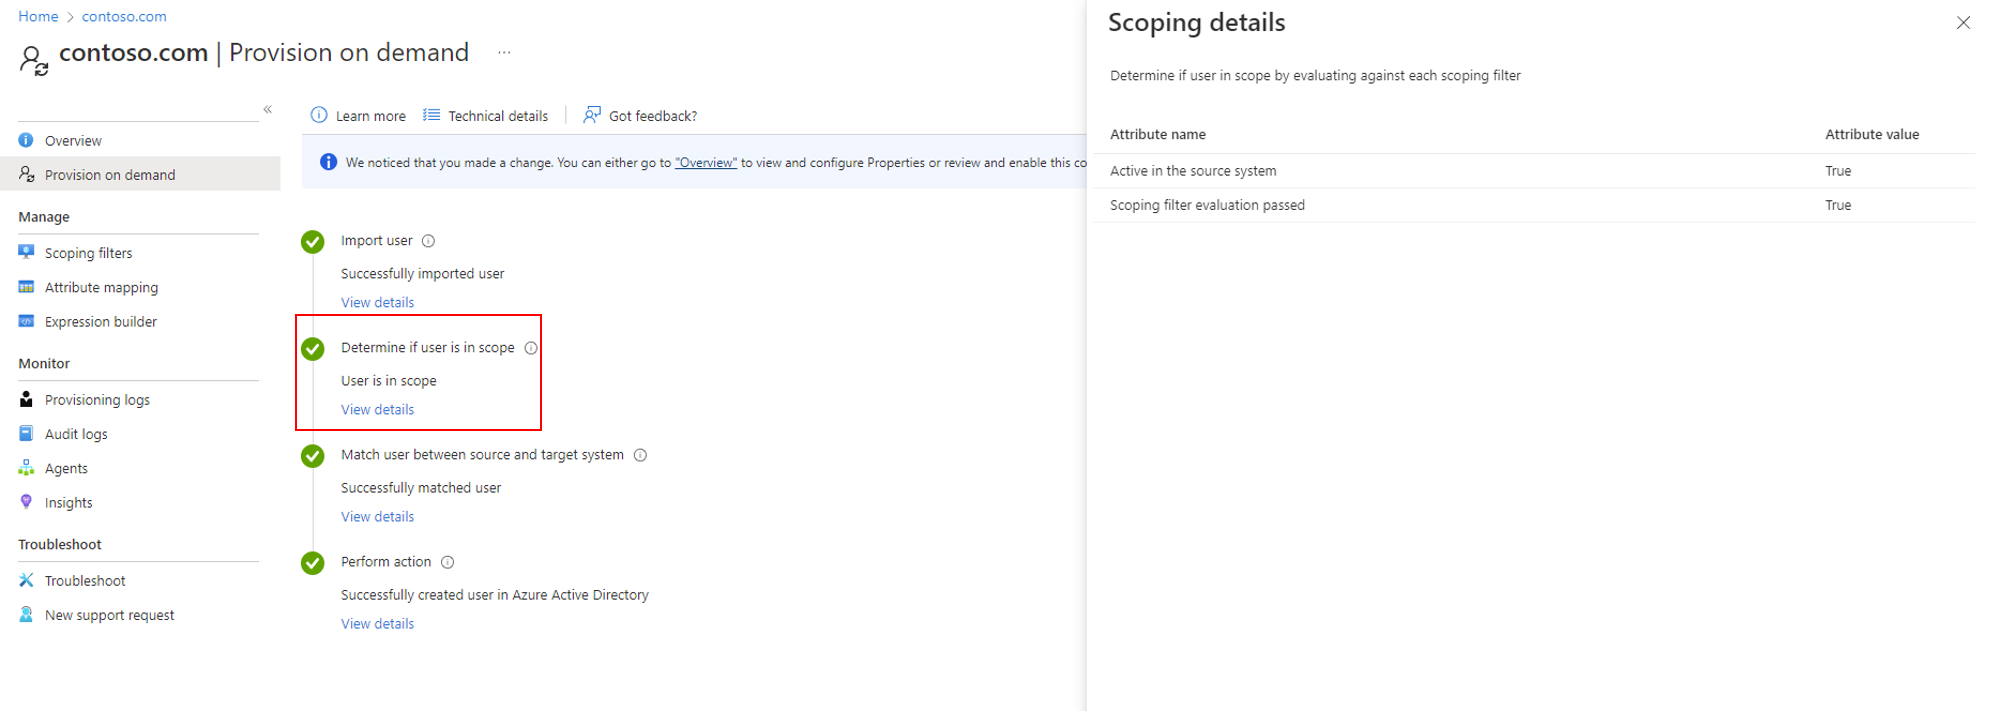 Home > contoso.com
contoso.com | Provision on demand ...
«
Overview
Provision on demand
Manage
Scoping filters
Attribute mapping
Expression builder
Monitor
Provisioning logs
Audit logs
Agents
Insights
Troubleshoot
Troubleshoot
New support request
Learn more Technical details Got feedback?
We noticed that you made a change. You can either go to "Overview" to view and configure Properties or review and enable this co
Import user
Successfully imported user
View details
Determine if user is in scope
User is in scope
View details
Match user between source and target system
Successfully matched user
View details
Perform action
Successfully created user in Azure Active Directory
View details
Scoping details
Determine if user in scope by evaluating against each scoping filter
Attribute name Attribute value
Active in the source system True
Scoping filter evaluation passed True